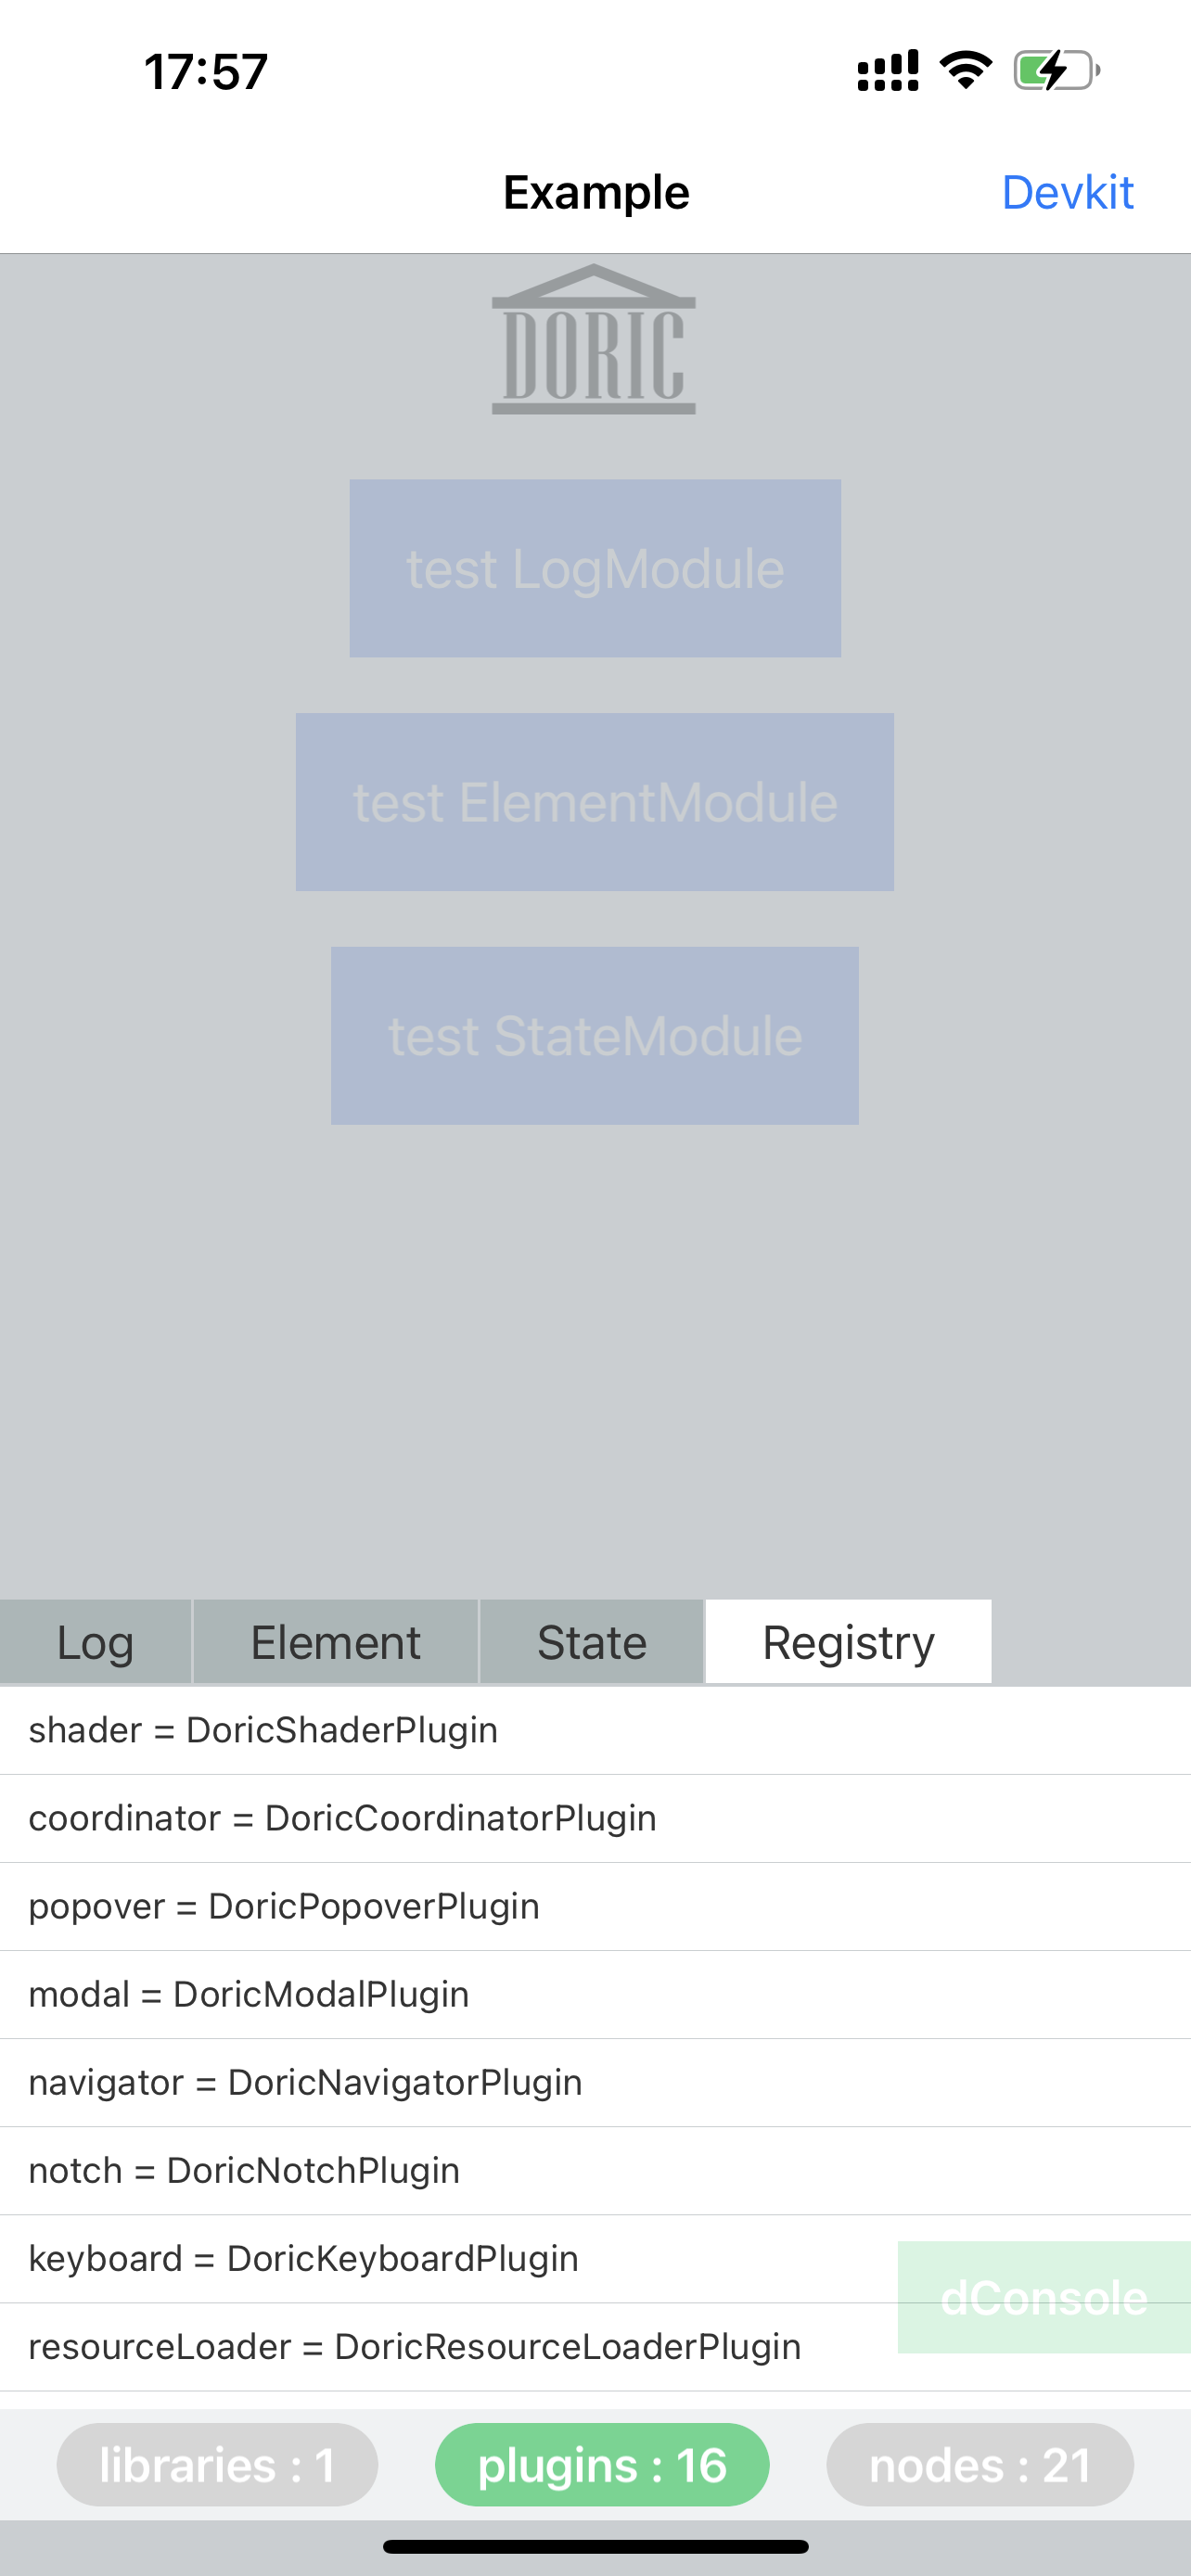 17:57
Example
Devkit
DORIC
test LogModule
test ElementModule
test StateModule
Log Element State Registry
shader = DoricShaderPlugin
coordinator = DoricCoordinatorPlugin
popover = DoricPopoverPlugin
modal = DoricModalPlugin
navigator = DoricNavigatorPlugin
notch = DoricNotchPlugin
keyboard = DoricKeyboardPlugin
dConsole
resourceLoader = DoricResourceLoaderPlugin
libraries : 1 plugins : 16 nodes : 21